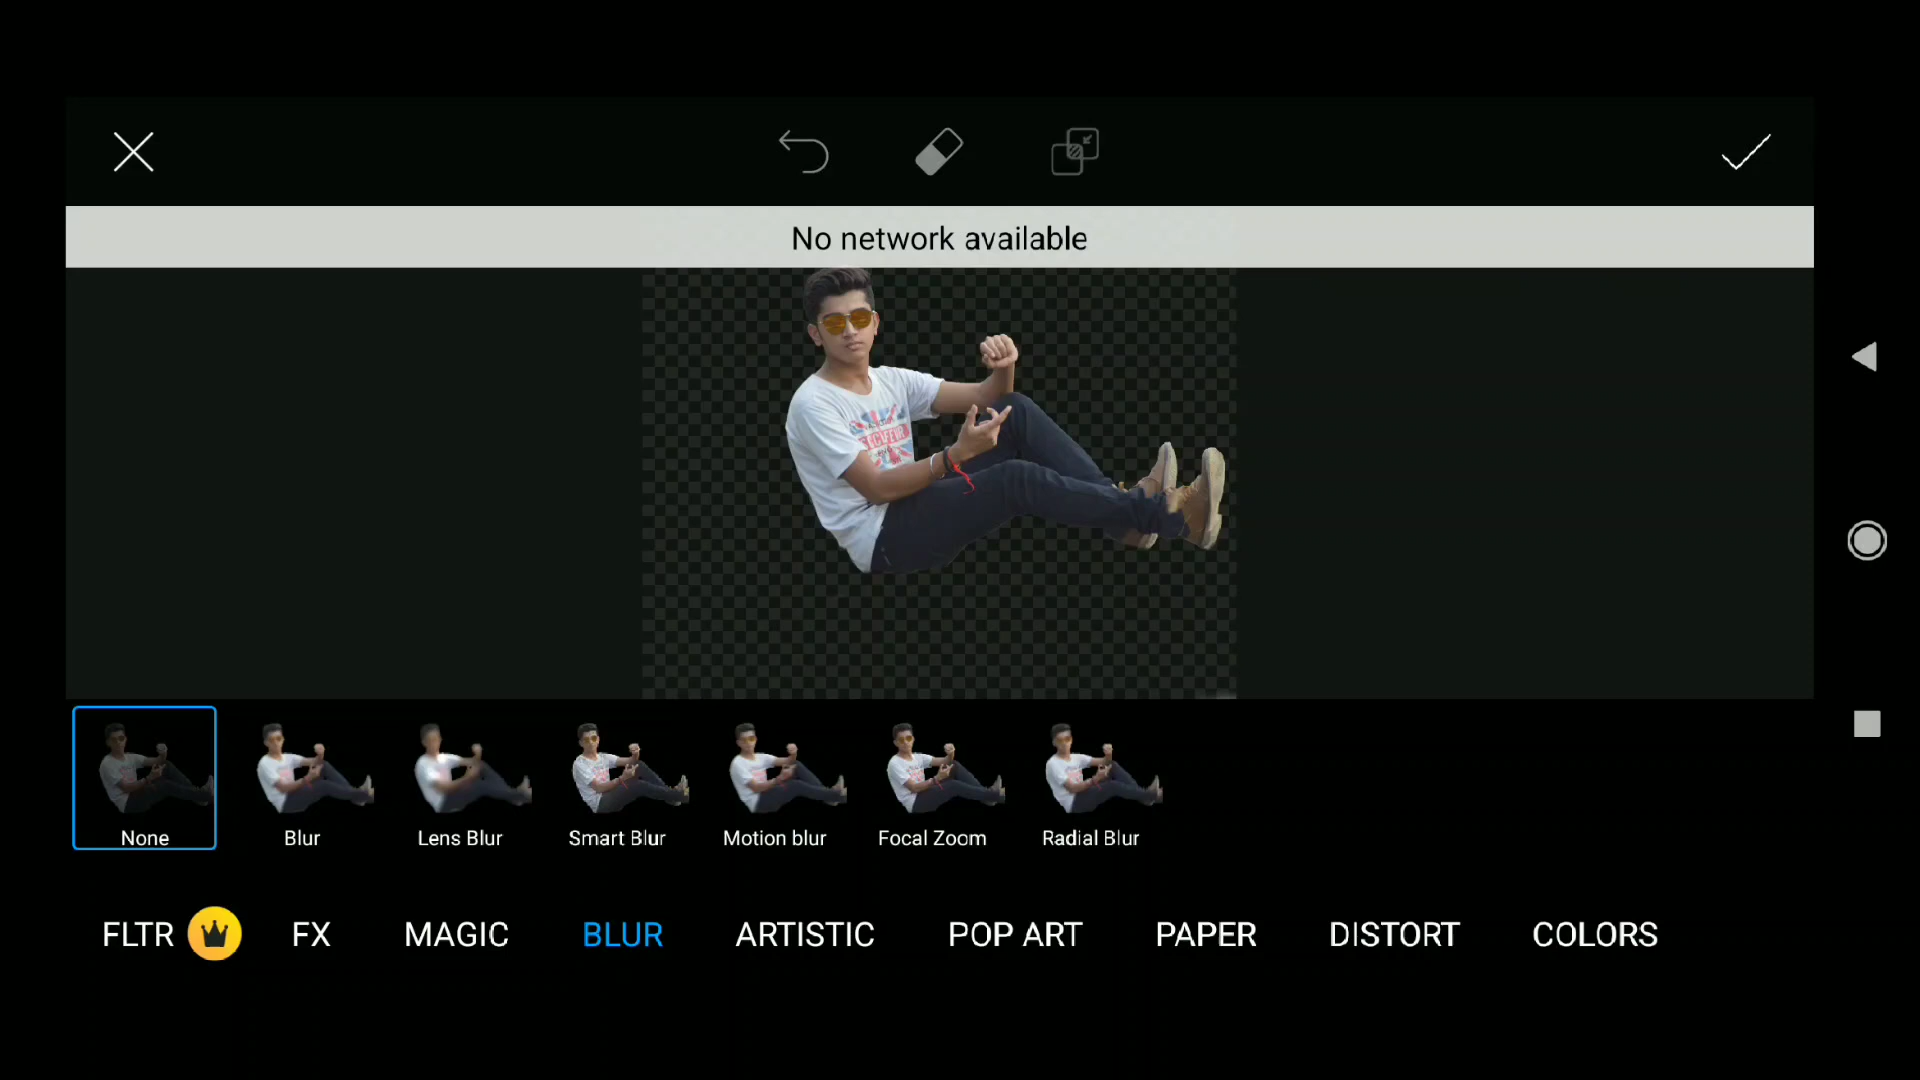 No network available
None
Blur
Lens Blur
Smart Blur
Motion blur
Focal Zoom
Radial Blur
FLTR
FX
MAGIC
BLUR
ARTISTIC
POP ART
PAPER
DISTORT
COLORS